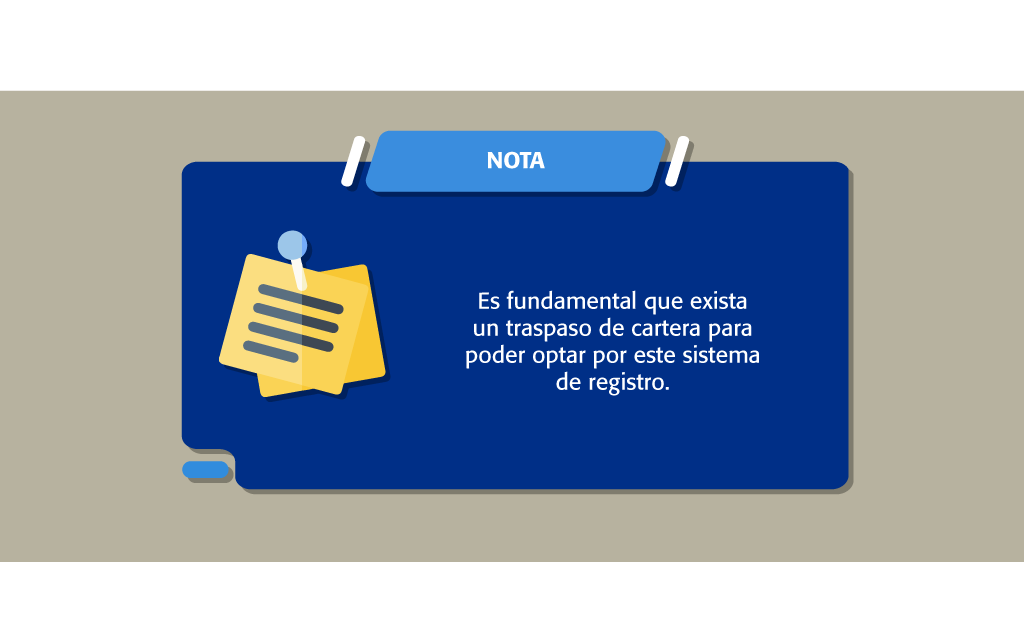 NOTA
Es fundamental que exista
un traspaso de cartera para
poder optar por este sistema
de registro.